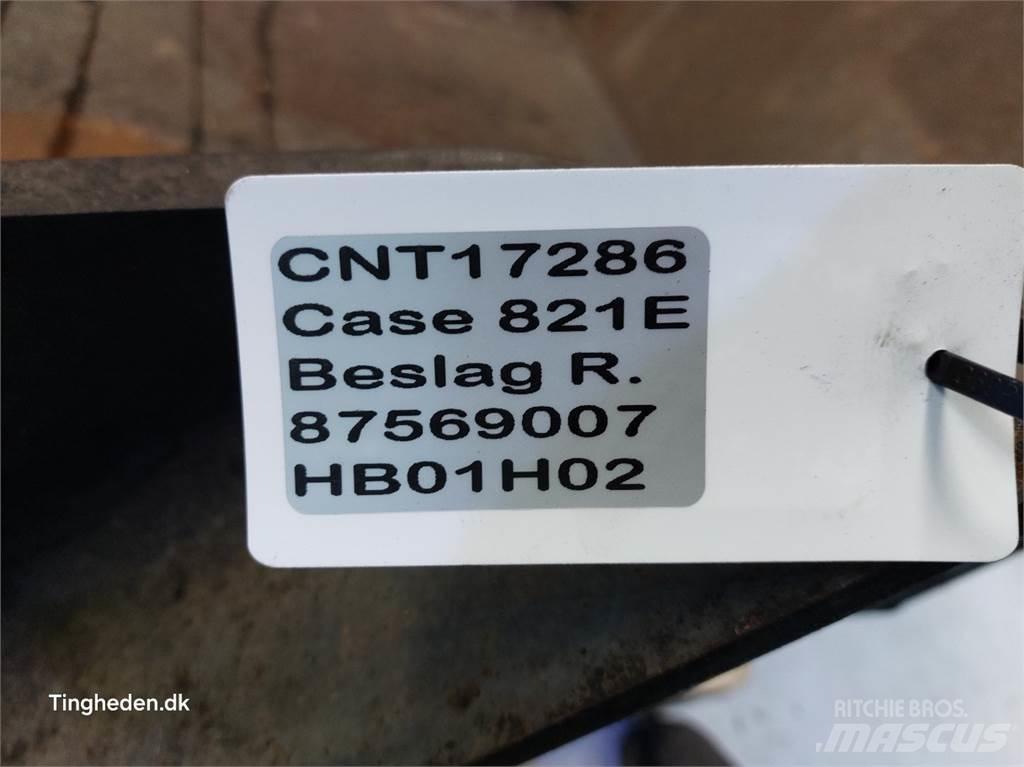 CNT17286
Case 821E
Beslag R.
87569007
HB01H02
Tingheden.dk
RITCHIE BROS.
MASCUS